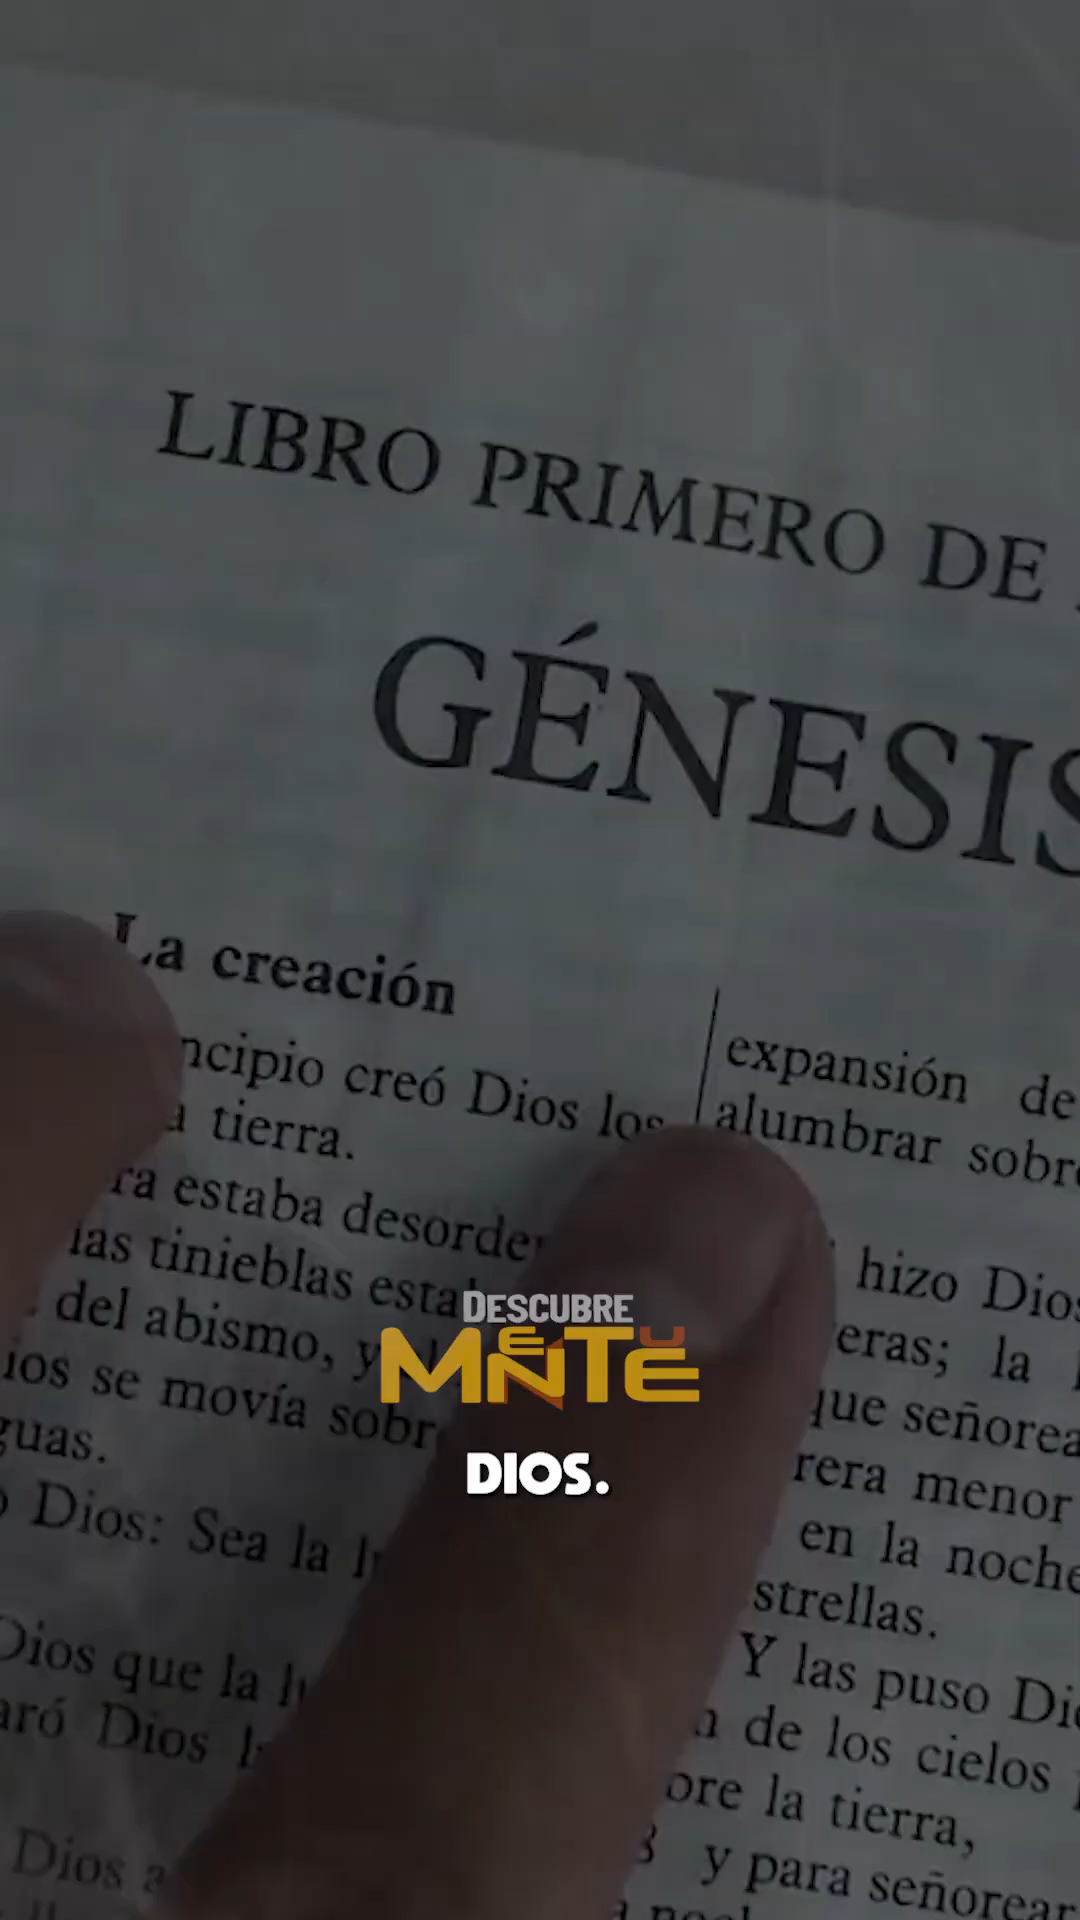 LIBRO PRIMERO DE
GÉNESIS
La creación
ncipio creó Dios los
a tierra.
ra estaba desorde
las tinieblas esta
del abismo, y
ios se movía sobr
guas.
Dios: Sea la
Dios que la
aró Dios
Dios a
expansión de
alumbrar sobre
hizo Dios
eras; la
que señorea
rera menor
en la noche
strellas.
Y las puso Di
n de los cielos
ore la tierra,
y para señorear
DESCUBRE
TU
MENTE
DIOS.